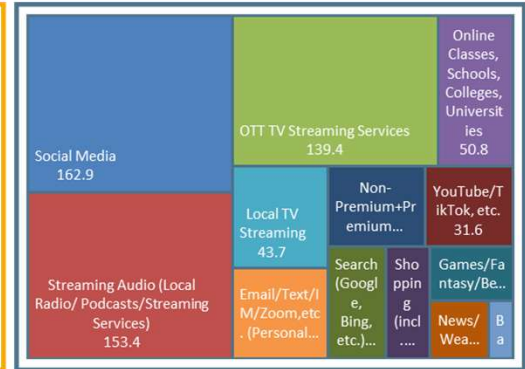 Social Media
162.9
Streaming Audio (Local
Radio/ Podcasts/Streaming
Services)
153.4
OTT TV Streaming Services
139.4
Online
Classes,
Schools,
Colleges,
Universit
ies
50.8
Local TV
Streaming
43.7
Email/Text/I
M/Zoom,etc
. (Personal...
Non-
Premium+Pr
emium...
YouTube/T
ikTok, etc.
31.6
Search
(Googl
e,
Bing,
etc.)...
Sho
ppin
g
(incl
....
Games/Fa
ntasy/Be...
News/
Wea...
B
a